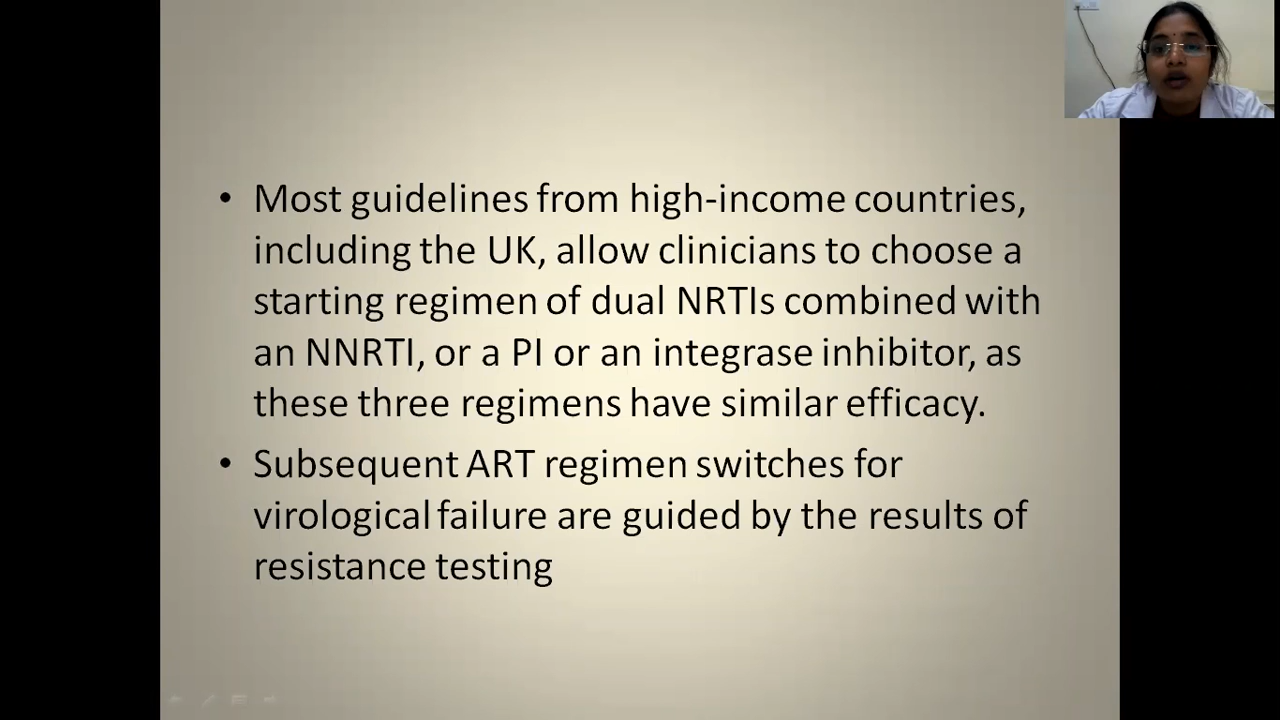 • Most guidelines from high-income countries,
including the UK, allow clinicians to choose a
starting regimen of dual NRTIs combined with
an NNRTI, or a PI or an integrase inhibitor, as
these three regimens have similar efficacy.
• Subsequent ART regimen switches for
virological failure are guided by the results of
resistance testing